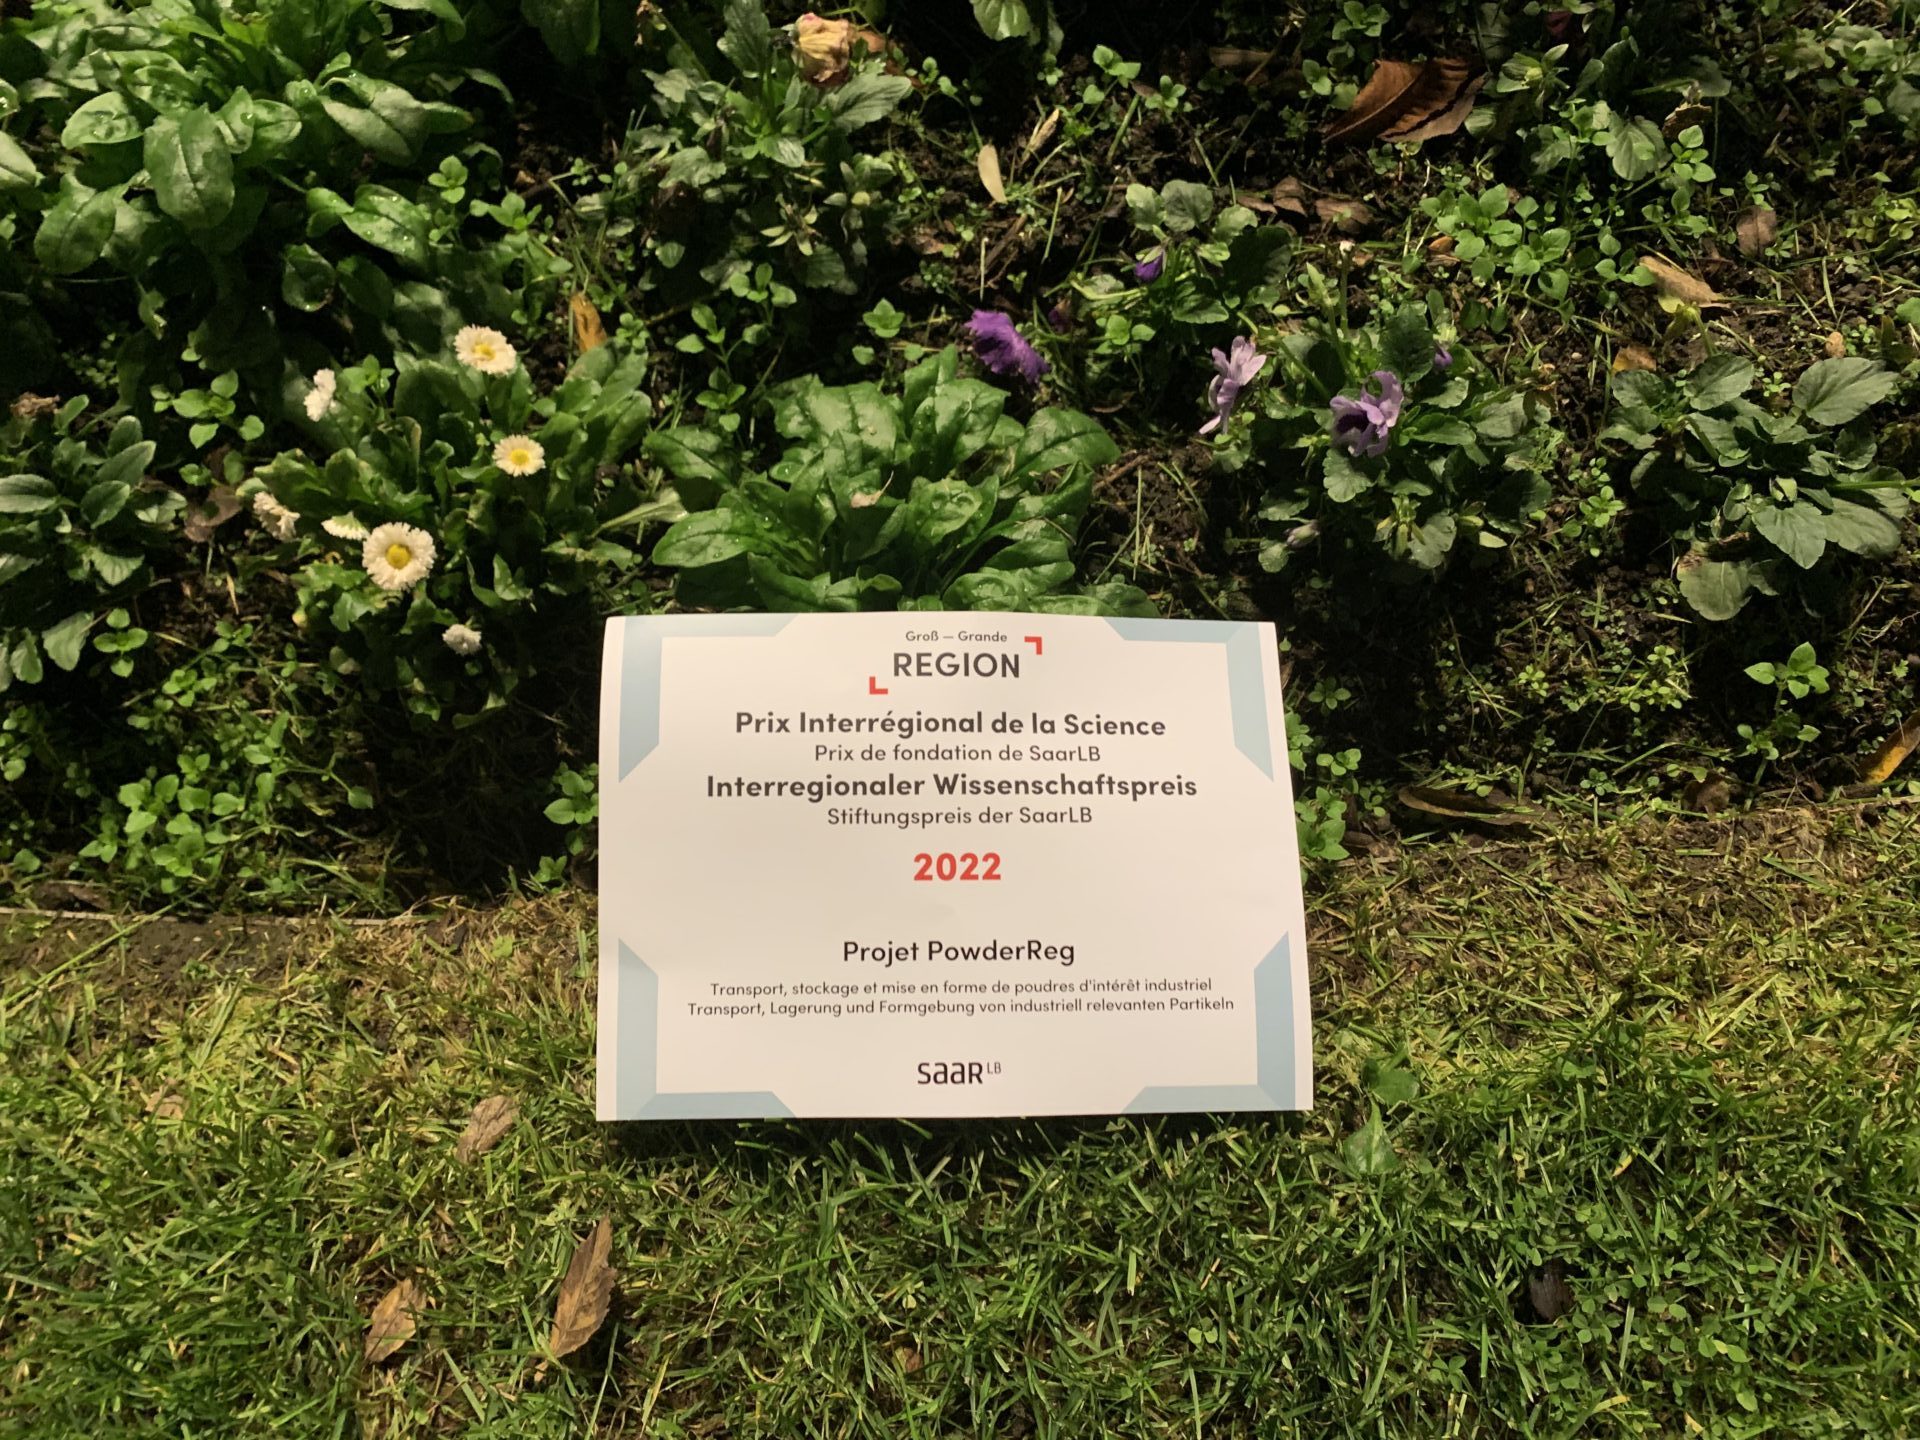 Groß — Grande
REGION
Prix Interrégional de la Science
Prix de fondation de SaarLB
Interregionaler Wissenschaftspreis
Stiftungspreis der SaarLB
2022
Projet PowderReg
Transport, stockage et mise en forme de poudres d'intérêt industriel
Transport, Lagerung und Formgebung von industriell relevanten Partikeln
SaaR LB